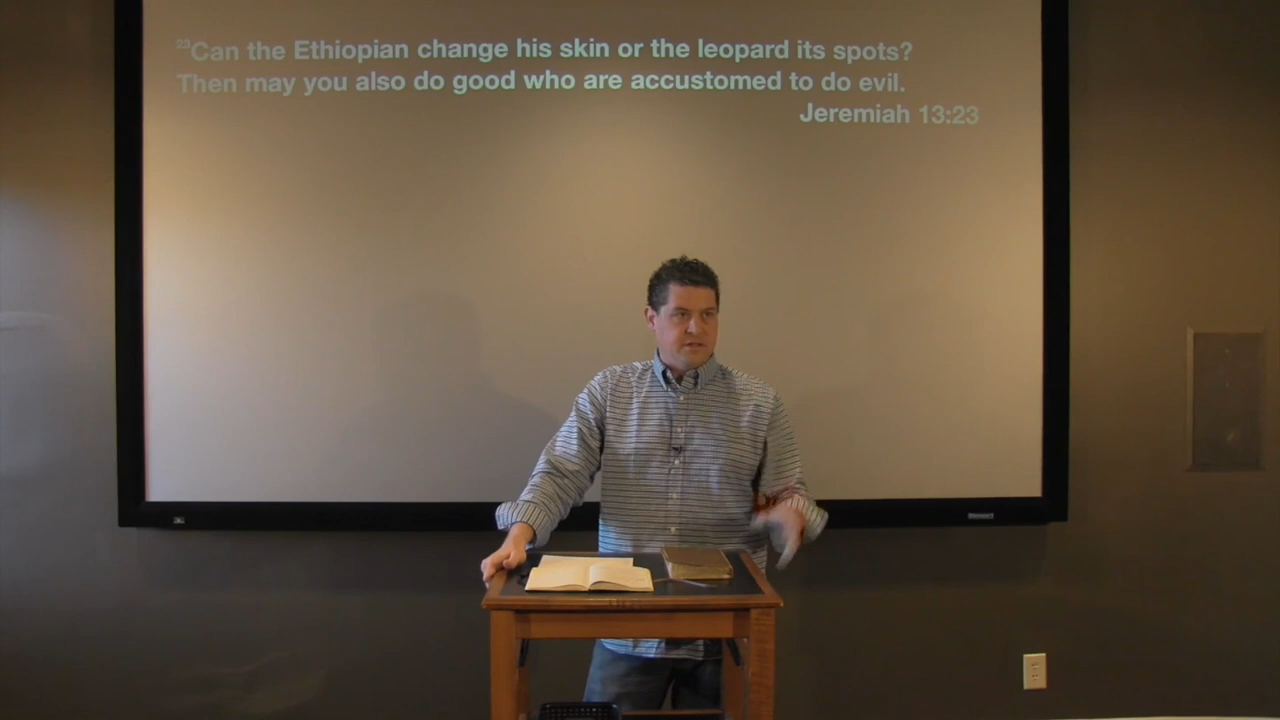 ²³Can the Ethiopian change his skin or the leopard its spots?
Then may you also do good who are accustomed to do evil.
Jeremiah 13:23